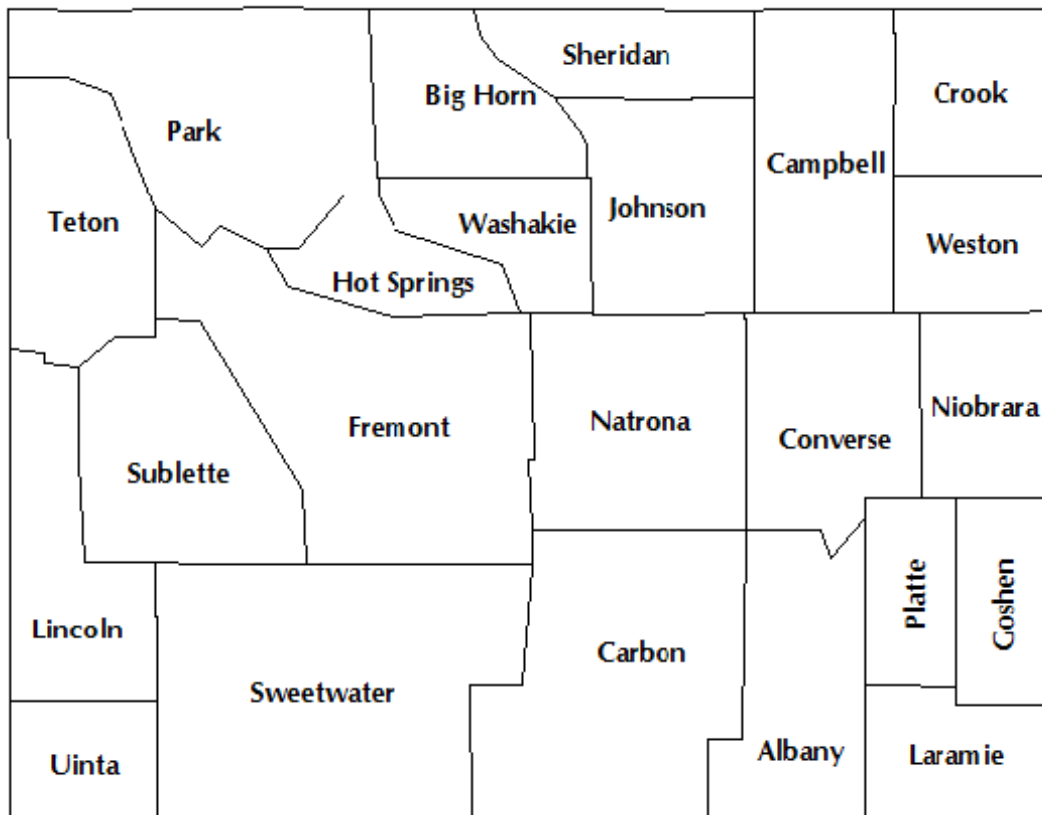 Sheridan
Big Horn
Crook
Park
Campbell
Teton
Washakie
Johnson
Weston
Hot Springs
Fremont
Natrona
Converse
Niobrara
Sublette
Platte
Goshen
Lincoln
Carbon
Sweetwater
Uinta
Albany
Laramie